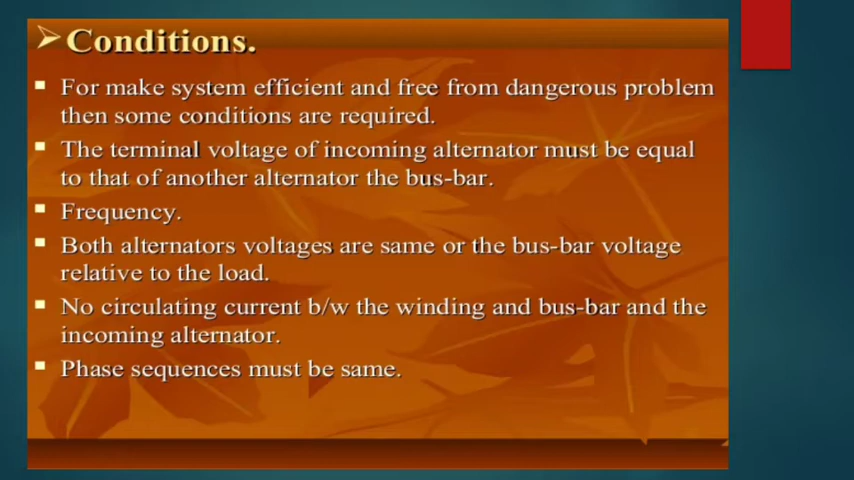 Conditions.
For make system efficient and free from dangerous problem
then some conditions are required.
The terminal voltage of incoming alternator must be equal
to that of another alternator the bus-bar.
Frequency.
Both alternators voltages are same or the bus-bar voltage
relative to the load.
No circulating current b/w the winding and bus-bar and the
incoming alternator.
Phase sequences must be same.